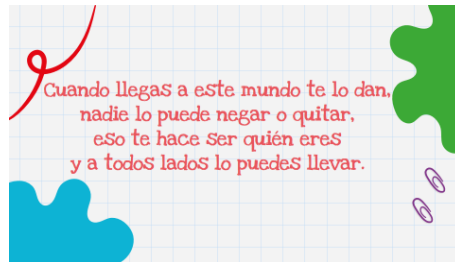 Cuando llegas a este mundo te lo dan,
nadie lo puede negar o quitar,
eso te hace ser quién eres
y a todos lados lo puedes llevar.